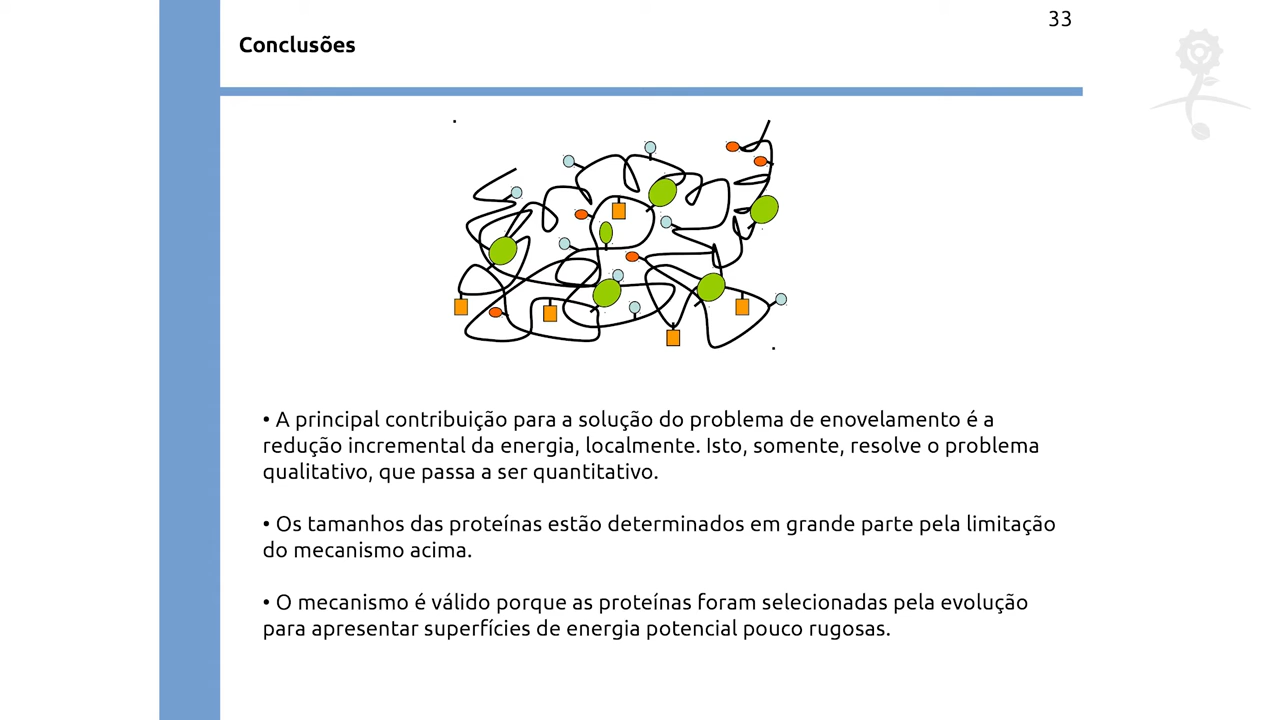 33
Conclusões
• A principal contribuição para a solução do problema de enovelamento é a
redução incremental da energia, localmente. Isto, somente, resolve o problema
qualitativo, que passa a ser quantitativo.
• Os tamanhos das proteínas estão determinados em grande parte pela limitação
do mecanismo acima.
• O mecanismo é válido porque as proteínas foram selecionadas pela evolução
para apresentar superfícies de energia potencial pouco rugosas.